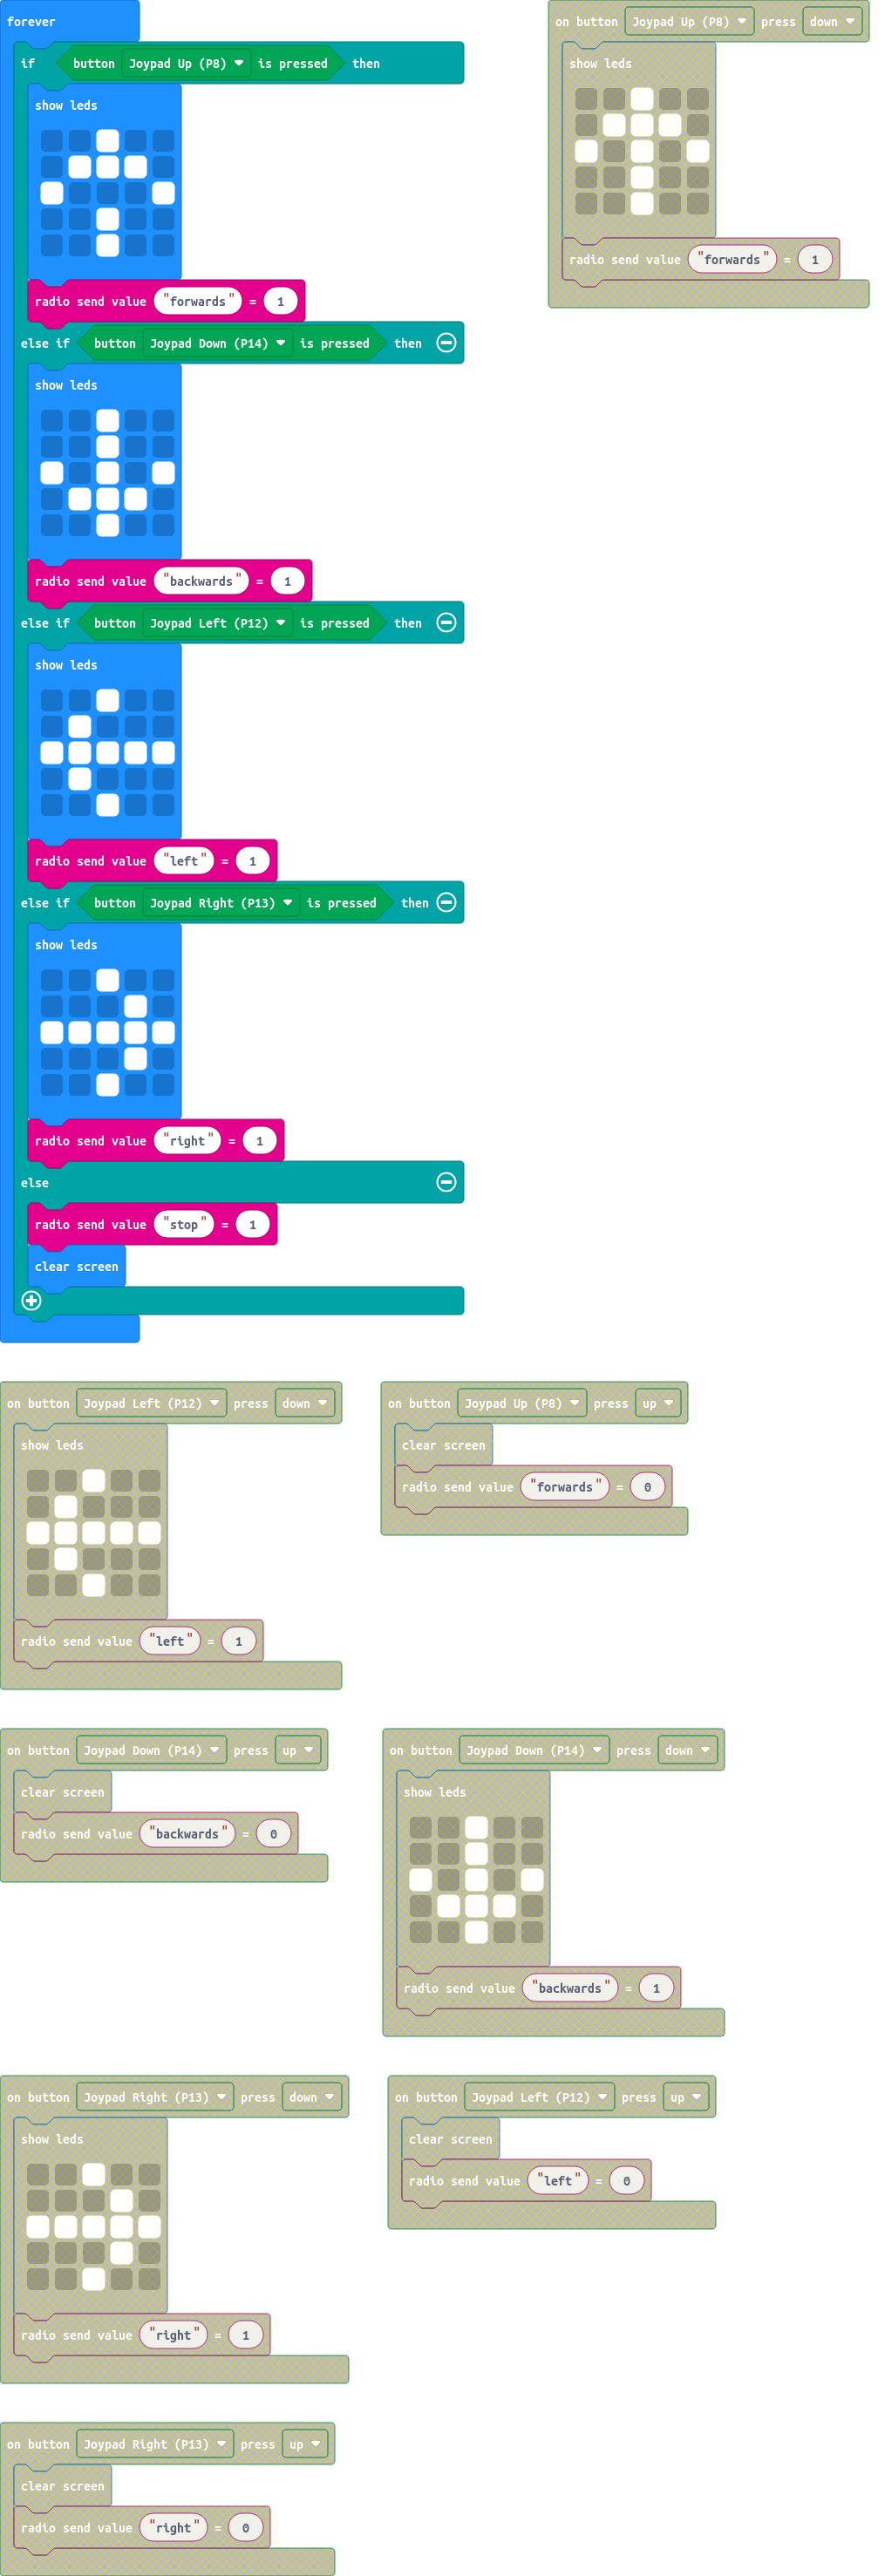 forever
if button Joypad Up (P8) is pressed then
show leds
radio send value "forwards" = 1
else if button Joypad Down (P14) is pressed then
show leds
radio send value "backwards" = 1
else if button Joypad Left (P12) is pressed then
show leds
radio send value "left" = 1
else if button Joypad Right (P13) is pressed then
show leds
radio send value "right" = 1
else
radio send value "stop" = 1
clear screen
on button Joypad Up (P8) press down
show leds
radio send value "forwards" = 1
on button Joypad Left (P12) press down
show leds
radio send value "left" = 1
on button Joypad Up (P8) press up
clear screen
radio send value "forwards" = 0
on button Joypad Down (P14) press up
clear screen
radio send value "backwards" = 0
on button Joypad Down (P14) press down
show leds
radio send value "backwards" = 1
on button Joypad Right (P13) press down
show leds
radio send value "right" = 1
on button Joypad Left (P12) press up
clear screen
radio send value "left" = 0
on button Joypad Right (P13) press up
clear screen
radio send value "right" = 0